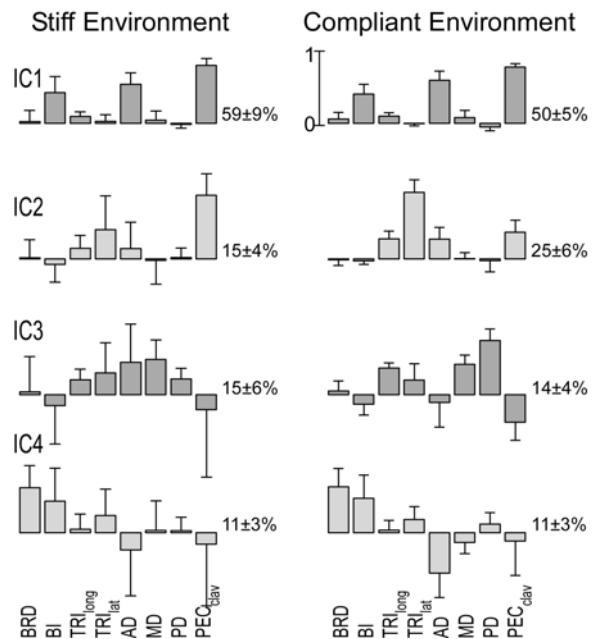 Stiff Environment
Compliant Environment
IC1
59±9%
1
0
50±5%
IC2
15±4%
25±6%
IC3
15±6%
14±4%
IC4
11±3%
11±3%
BRD
BI
TRIlong
TRIlat
AD
MD
PD
PECclav
BRD
BI
TRIlong
TRIlat
AD
MD
PD
PECclav